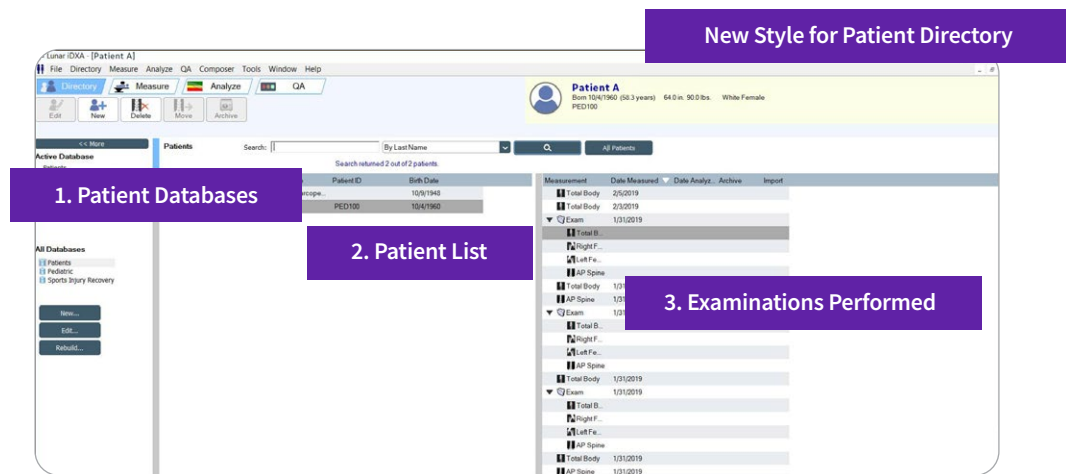 New Style for Patient Directory
Lunar iDXA - [Patient A]
File Directory Measure Analyze QA Composer Tools Window Help
Directory Measure Analyze QA
Edit New Delete Move Archive
Patient A
Born 10/4/1960 (58.3 years) 64.0 in. 90.0 lbs. White Female
PED100
<< More
Active Database
Patients Search: By Last Name All Patients
Search returned 2 out of 2 patients.
1. Patient Databases
Patient ID Birth Date
10/9/1948
PED100 10/4/1960
2. Patient List
All Databases
Patients
Pediatric
Sports Injury Recovery
New...
Edit...
Rebuild...
Measurement Date Measured Date Analyz... Archive Import
Total Body 2/5/2019
Total Body 2/3/2019
Exam 1/31/2019
Total B...
Right F...
Left Fe...
AP Spine
Total Body
AP Spine
3. Examinations Performed
Exam
Total B...
Right F...
Left Fe...
AP Spine
Total Body 1/31/2019
Exam 1/31/2019
Total B...
Right F...
Left Fe...
AP Spine
Total Body 1/31/2019
AP Spine 1/31/2019